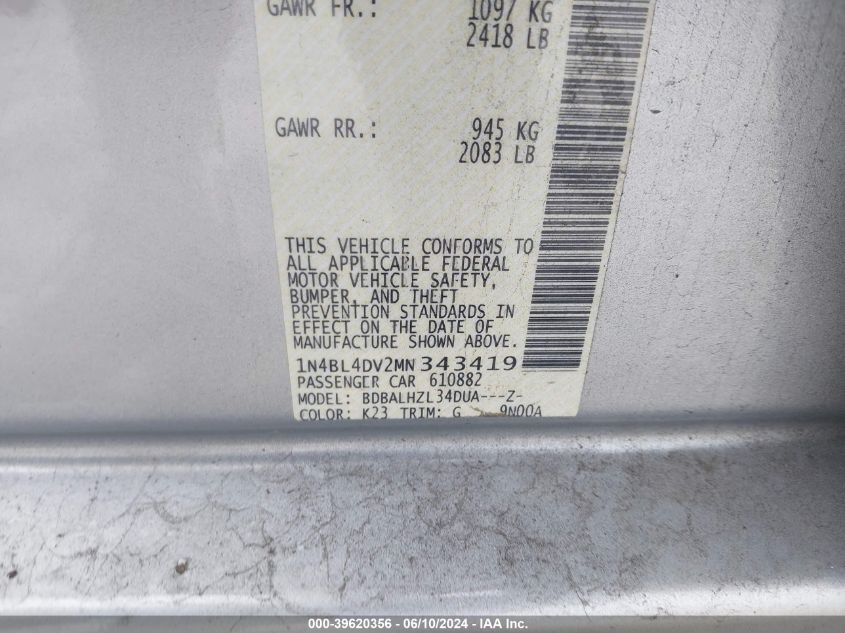 GAWR FR.: 1097 KG
2418 LB
GAWR RR.: 945 KG
2083 LB
THIS VEHICLE CONFORMS TO
ALL APPLICABLE FEDERAL
MOTOR VEHICLE SAFETY,
BUMPER, AND THEFT
PREVENTION STANDARDS IN
EFFECT ON THE DATE OF
MANUFACTURE SHOWN ABOVE.
1N4BL4DV2MN343419
PASSENGER CAR 610882
MODEL: BDBALHZL34DUA---Z-
COLOR: K23 TRIM: G 9N00A
000-39620356 - 06/10/2024 - IAA Inc.